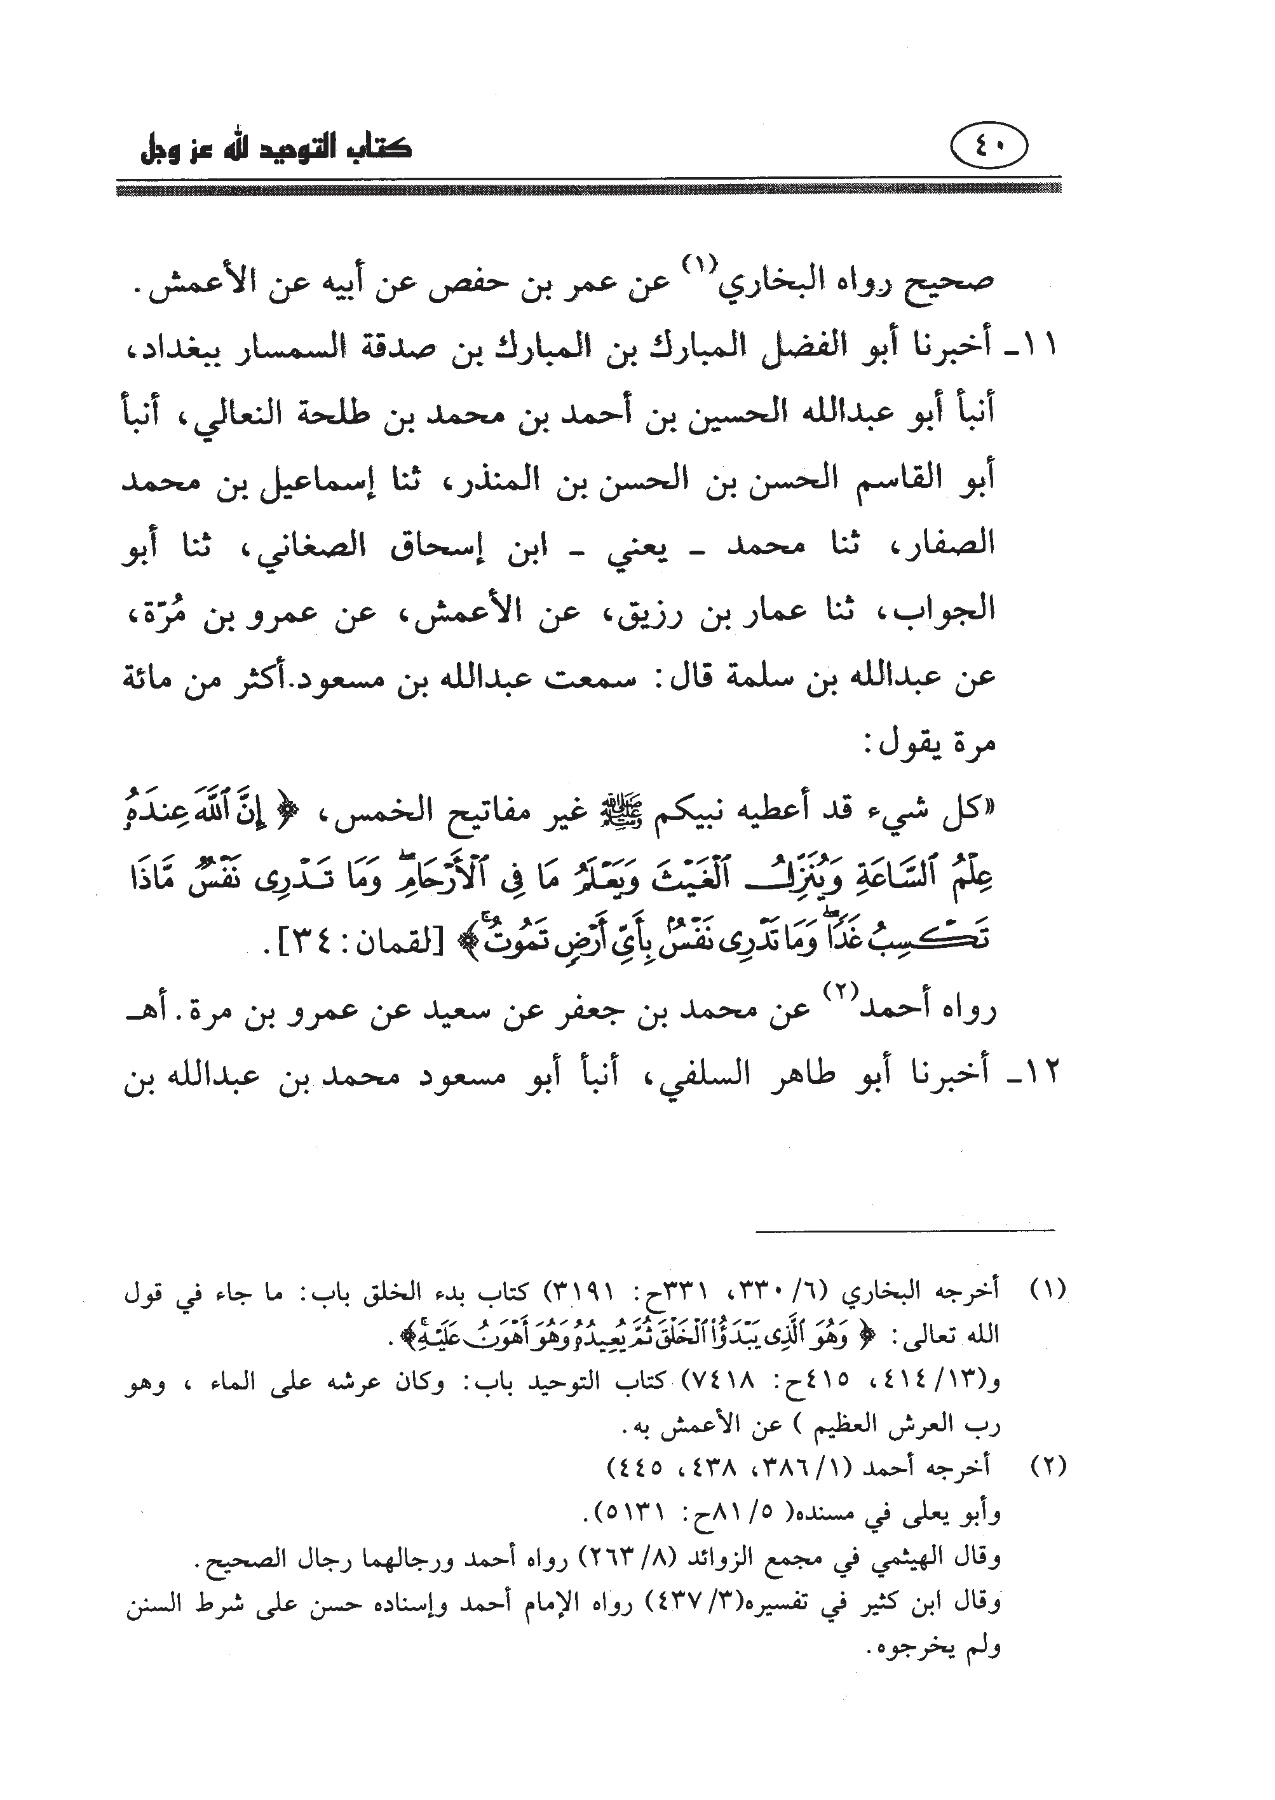 كتاب التوحيد لله عز وجل
٤٠
صحيح رواه البخاري(١) عن عمر بن حفص عن أبيه عن الأعمش.
١١ـ أخبرنا أبو الفضل المبارك بن المبارك بن صدقة السمسار ببغداد،
أنبأ أبو عبدالله الحسين بن أحمد بن محمد بن طلحة النعالي، أنبأ
أبو القاسم الحسن بن الحسن بن المنذر، ثنا إسماعيل بن محمد
الصفار، ثنا محمد ـ يعني ـ ابن إسحاق الصغاني، ثنا أبو
الجواب، ثنا عمار بن رزيق، عن الأعمش، عن عمرو بن مُرّة،
عن عبدالله بن سلمة قال: سمعت عبدالله بن مسعود.أكثر من مائة
مرة يقول:
«كل شيء قد أعطيه نبيكم ﷺ غير مفاتيح الخمس، ﴿ إِنَّ ٱللَّهَ عِندَهُۥ
عِلْمُ ٱلسَّاعَةِ وَيُنَزِّلُ ٱلْغَيْثَ وَيَعْلَمُ مَا فِى ٱلْأَرْحَامِۖ وَمَا تَدْرِى نَفْسٌ مَّاذَا
تَكْسِبُ غَدًاۖ وَمَا تَدْرِى نَفْسٌۢ بِأَىِّ أَرْضٍ تَمُوتُۚ﴾ [لقمان: ٣٤].
رواه أحمد(٢) عن محمد بن جعفر عن سعيد عن عمرو بن مرة. أهـ
١٢ـ أخبرنا أبو طاهر السلفي، أنبأ أبو مسعود محمد بن عبدالله بن
(١) أخرجه البخاري (٦/ ٣٣٠، ٣٣١ح: ٣١٩١) كتاب بدء الخلق باب: ما جاء في قول
الله تعالى: ﴿ وَهُوَ ٱلَّذِى يَبْدَؤُا۟ ٱلْخَلْقَ ثُمَّ يُعِيدُهُۥ وَهُوَ أَهْوَنُ عَلَيْهِۚ﴾.
و(١٣/ ٤١٤، ٤١٥ح: ٧٤١٨) كتاب التوحيد باب: وكان عرشه على الماء ، وهو
رب العرش العظيم ) عن الأعمش به.
(٢) أخرجه أحمد (١/ ٣٨٦، ٤٣٨، ٤٤٥)
وأبو يعلى في مسنده( ٥/ ٨١ح: ٥١٣١).
وقال الهيثمي في مجمع الزوائد (٨/ ٢٦٣) رواه أحمد ورجالهما رجال الصحيح.
وقال ابن كثير في تفسيره(٣/ ٤٣٧) رواه الإمام أحمد وإسناده حسن على شرط السنن
ولم يخرجوه.